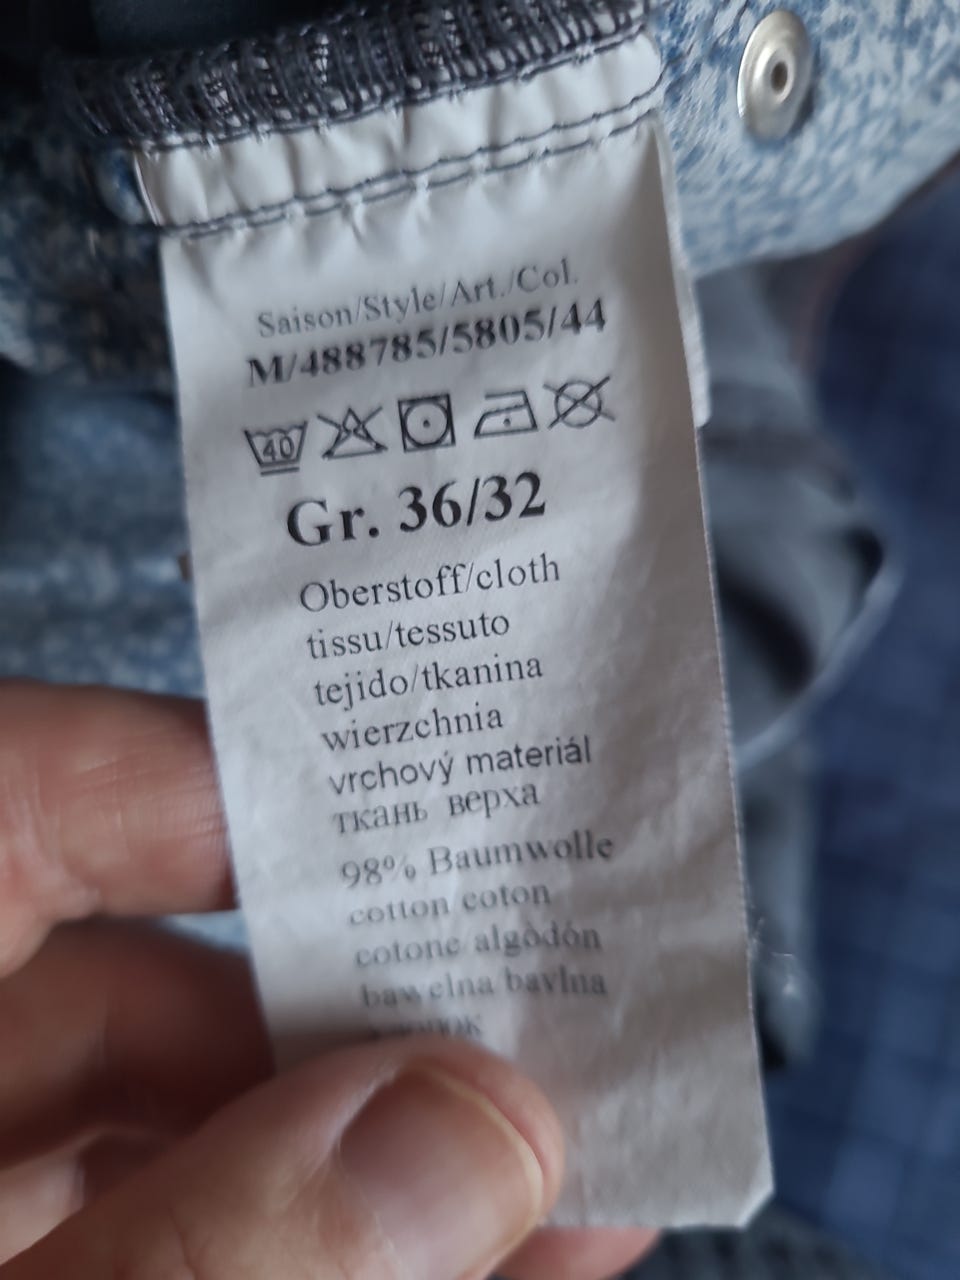 Saison/Style/Art./Col.
M/488785/5805/44
40
Gr. 36/32
Oberstoff/cloth
tissu/tessuto
tejido/tkanina
wierzchnia
vrchový materiál
ткань верха
98% Baumwolle
cotton/coton
cotone/algòdón
bawelna/bavlna